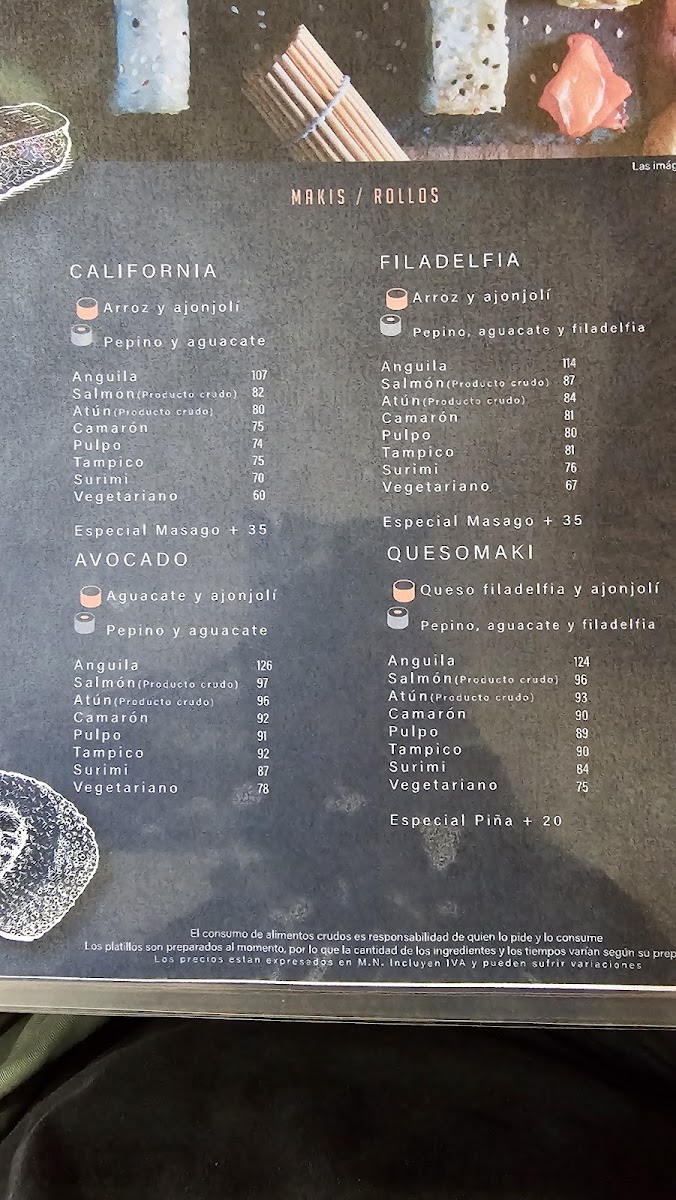 Las
MAKIS / ROLLOS
CALIFORNIA
Arroz y ajonjolí
Pepino y aguacate
Anguila 107
Salmón(Producto crudo) 82
Atún(Producto crudo) 80
Camarón 75
Pulpo 74
Tampico 75
Surimi 70
Vegetariano 60
Especial Masago + 35
FILADELFIA
Arroz y ajonjolí
Pepino, aguacate y filadelfia
Anguila 114
Salmón(Producto crudo) 87
Atún(Producto crudo) 84
Camarón 81
Pulpo 80
Tampico 81
Surimi 76
Vegetariano 67
Especial Masago + 35
AVOCADO
Aguacate y ajonjolí
Pepino y aguacate
Anguila 126
Salmón(Producto crudo) 97
Atún(Producto crudo) 96
Camarón 92
Pulpo 91
Tampico 92
Surimi 87
Vegetariano 78
QUESOMAKI
Queso filadelfia y ajonjolí
Pepino, aguacate y filadelfia
Anguila 124
Salmón(Producto crudo) 96
Atún(Producto crudo) 93
Camarón 90
Pulpo 89
Tampico 90
Surimi 84
Vegetariano 75
Especial Piña + 20
El consumo de alimentos crudos es responsabilidad de quien lo pide y lo consume
Los platillos son preparados al momento, por lo que la cantidad de los ingredientes y los tiempos varían según su
Los precios estan expresados en M.N. Incluyen IVA y pueden sufrir variaciones